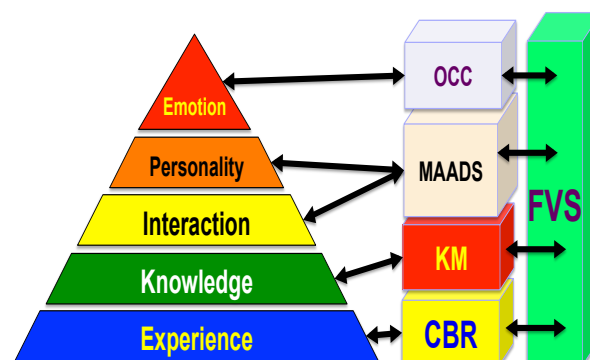 Emotion
OCC
Personality
MAADS
Interaction
FVS
Knowledge
KM
Experience
CBR